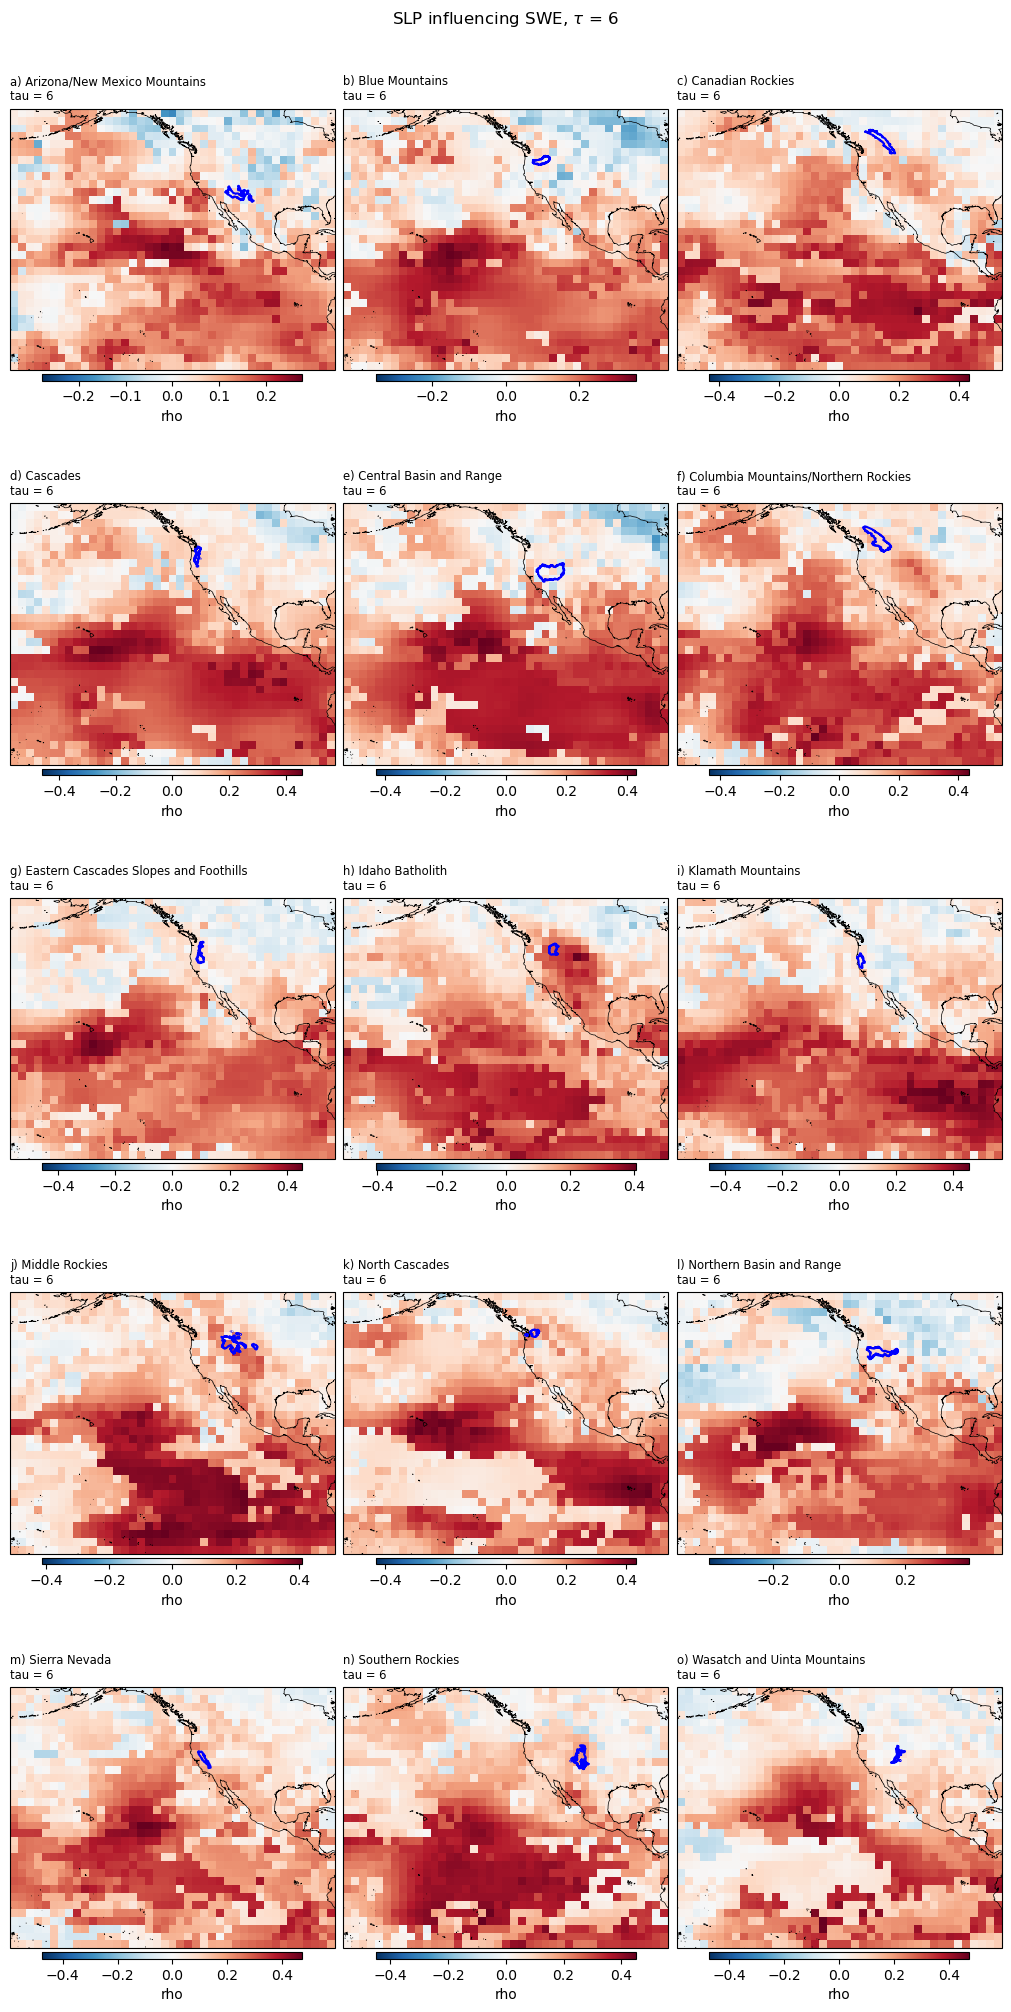 SLP influencing SWE, τ = 6
a) Arizona/New Mexico Mountains
tau = 6
b) Blue Mountains
tau = 6
c) Canadian Rockies
tau = 6
−0.2 −0.1 0.0 0.1 0.2
rho
−0.2 0.0 0.2
rho
−0.4 −0.2 0.0 0.2 0.4
rho
d) Cascades
tau = 6
e) Central Basin and Range
tau = 6
f) Columbia Mountains/Northern Rockies
tau = 6
−0.4 −0.2 0.0 0.2 0.4
rho
−0.4 −0.2 0.0 0.2 0.4
rho
−0.4 −0.2 0.0 0.2 0.4
rho
g) Eastern Cascades Slopes and Foothills
tau = 6
h) Idaho Batholith
tau = 6
i) Klamath Mountains
tau = 6
−0.4 −0.2 0.0 0.2 0.4
rho
−0.4 −0.2 0.0 0.2 0.4
rho
−0.4 −0.2 0.0 0.2 0.4
rho
j) Middle Rockies
tau = 6
k) North Cascades
tau = 6
l) Northern Basin and Range
tau = 6
−0.4 −0.2 0.0 0.2 0.4
rho
−0.4 −0.2 0.0 0.2 0.4
rho
−0.2 0.0 0.2
rho
m) Sierra Nevada
tau = 6
n) Southern Rockies
tau = 6
o) Wasatch and Uinta Mountains
tau = 6
−0.4 −0.2 0.0 0.2 0.4
rho
−0.4 −0.2 0.0 0.2 0.4
rho
−0.4 −0.2 0.0 0.2 0.4
rho